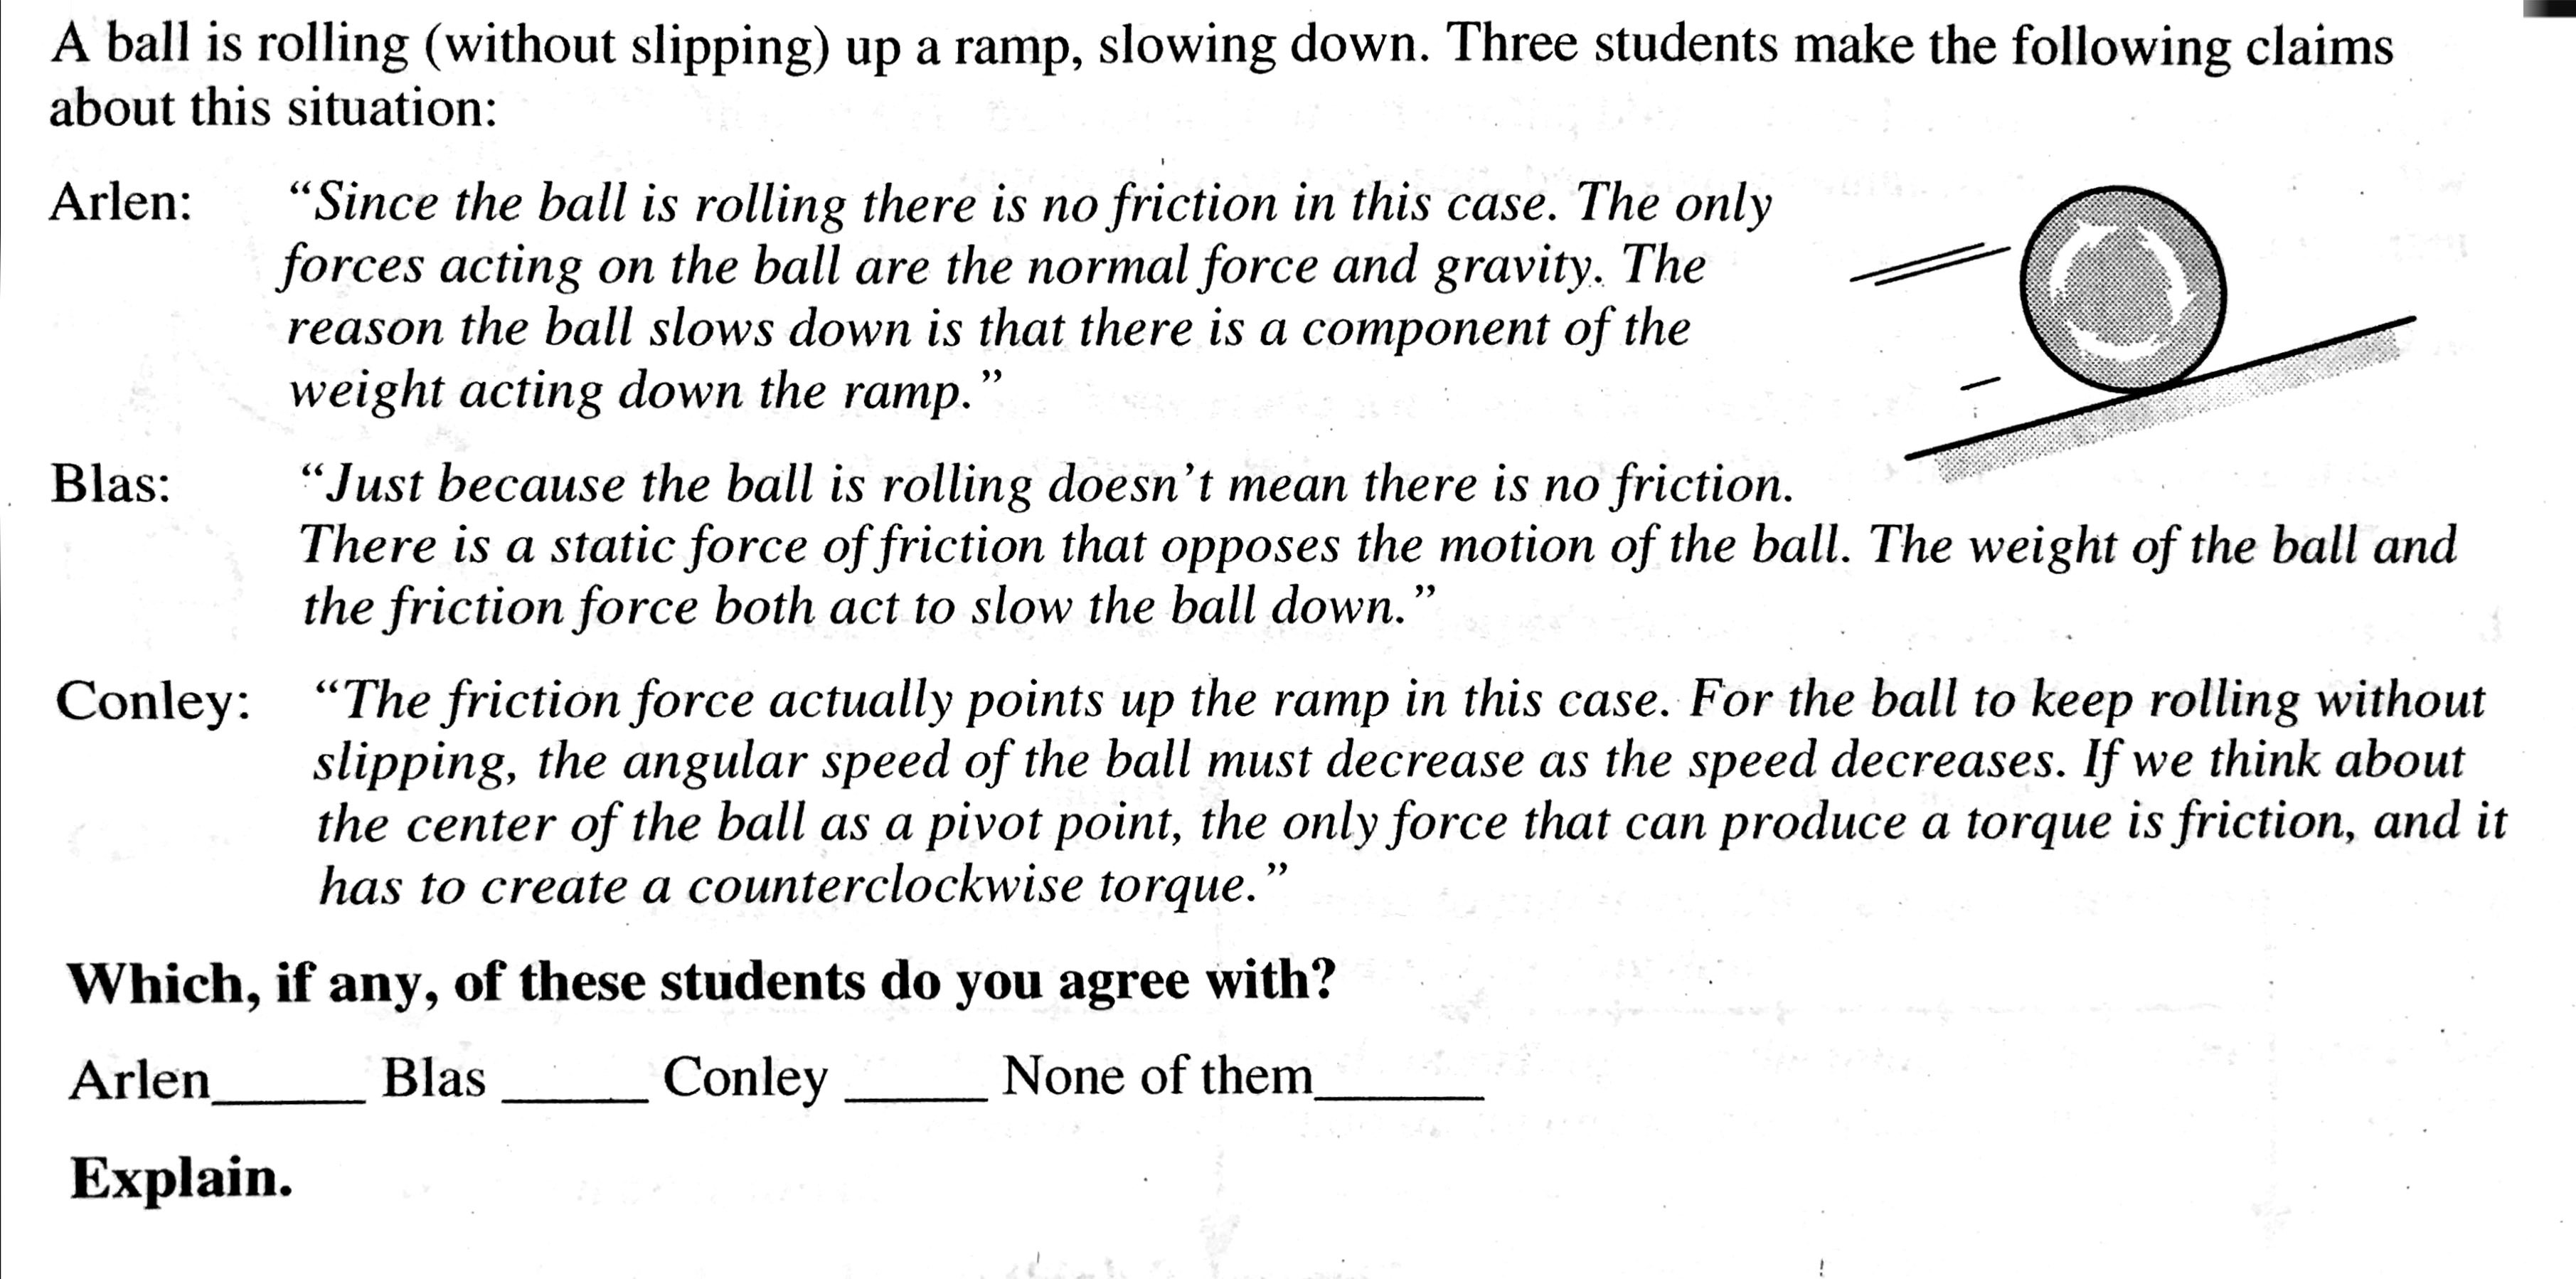 A ball is rolling (without slipping) up a ramp, slowing down. Three students make the following claims
about this situation:
Arlen: “Since the ball is rolling there is no friction in this case. The only
forces acting on the ball are the normal force and gravity. The
reason the ball slows down is that there is a component of the
weight acting down the ramp.”
Blas: “Just because the ball is rolling doesn’t mean there is no friction.
There is a static force of friction that opposes the motion of the ball. The weight of the ball and
the friction force both act to slow the ball down.”
Conley: “The friction force actually points up the ramp in this case. For the ball to keep rolling without
slipping, the angular speed of the ball must decrease as the speed decreases. If we think about
the center of the ball as a pivot point, the only force that can produce a torque is friction, and it
has to create a counterclockwise torque.”
Which, if any, of these students do you agree with?
Arlen______ Blas ______ Conley ______ None of them_______
Explain.